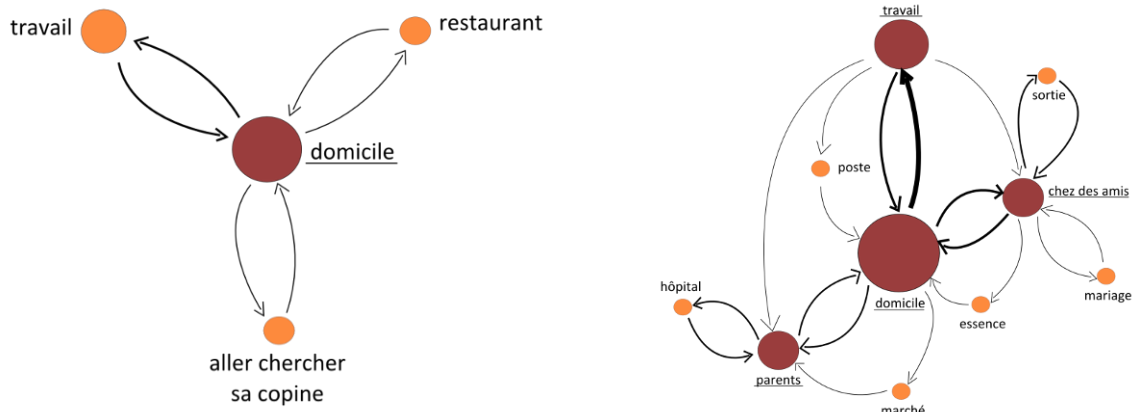 travail
restaurant
domicile
aller chercher
sa copine
travail
sortie
poste
chez des amis
hôpital
domicile
essence
mariage
parents
marché